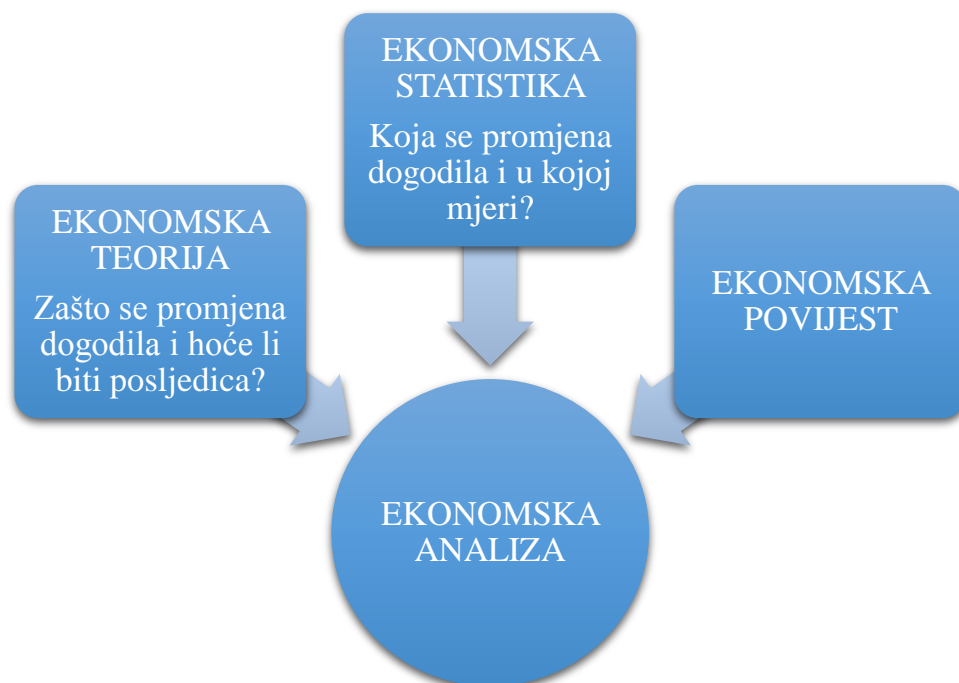 EKONOMSKA
STATISTIKA
Koja se promjena
dogodila i u kojoj
mjeri?
EKONOMSKA
TEORIJA
Zašto se promjena
dogodila i hoće li
biti posljedica?
EKONOMSKA
POVIJEST
EKONOMSKA
ANALIZA